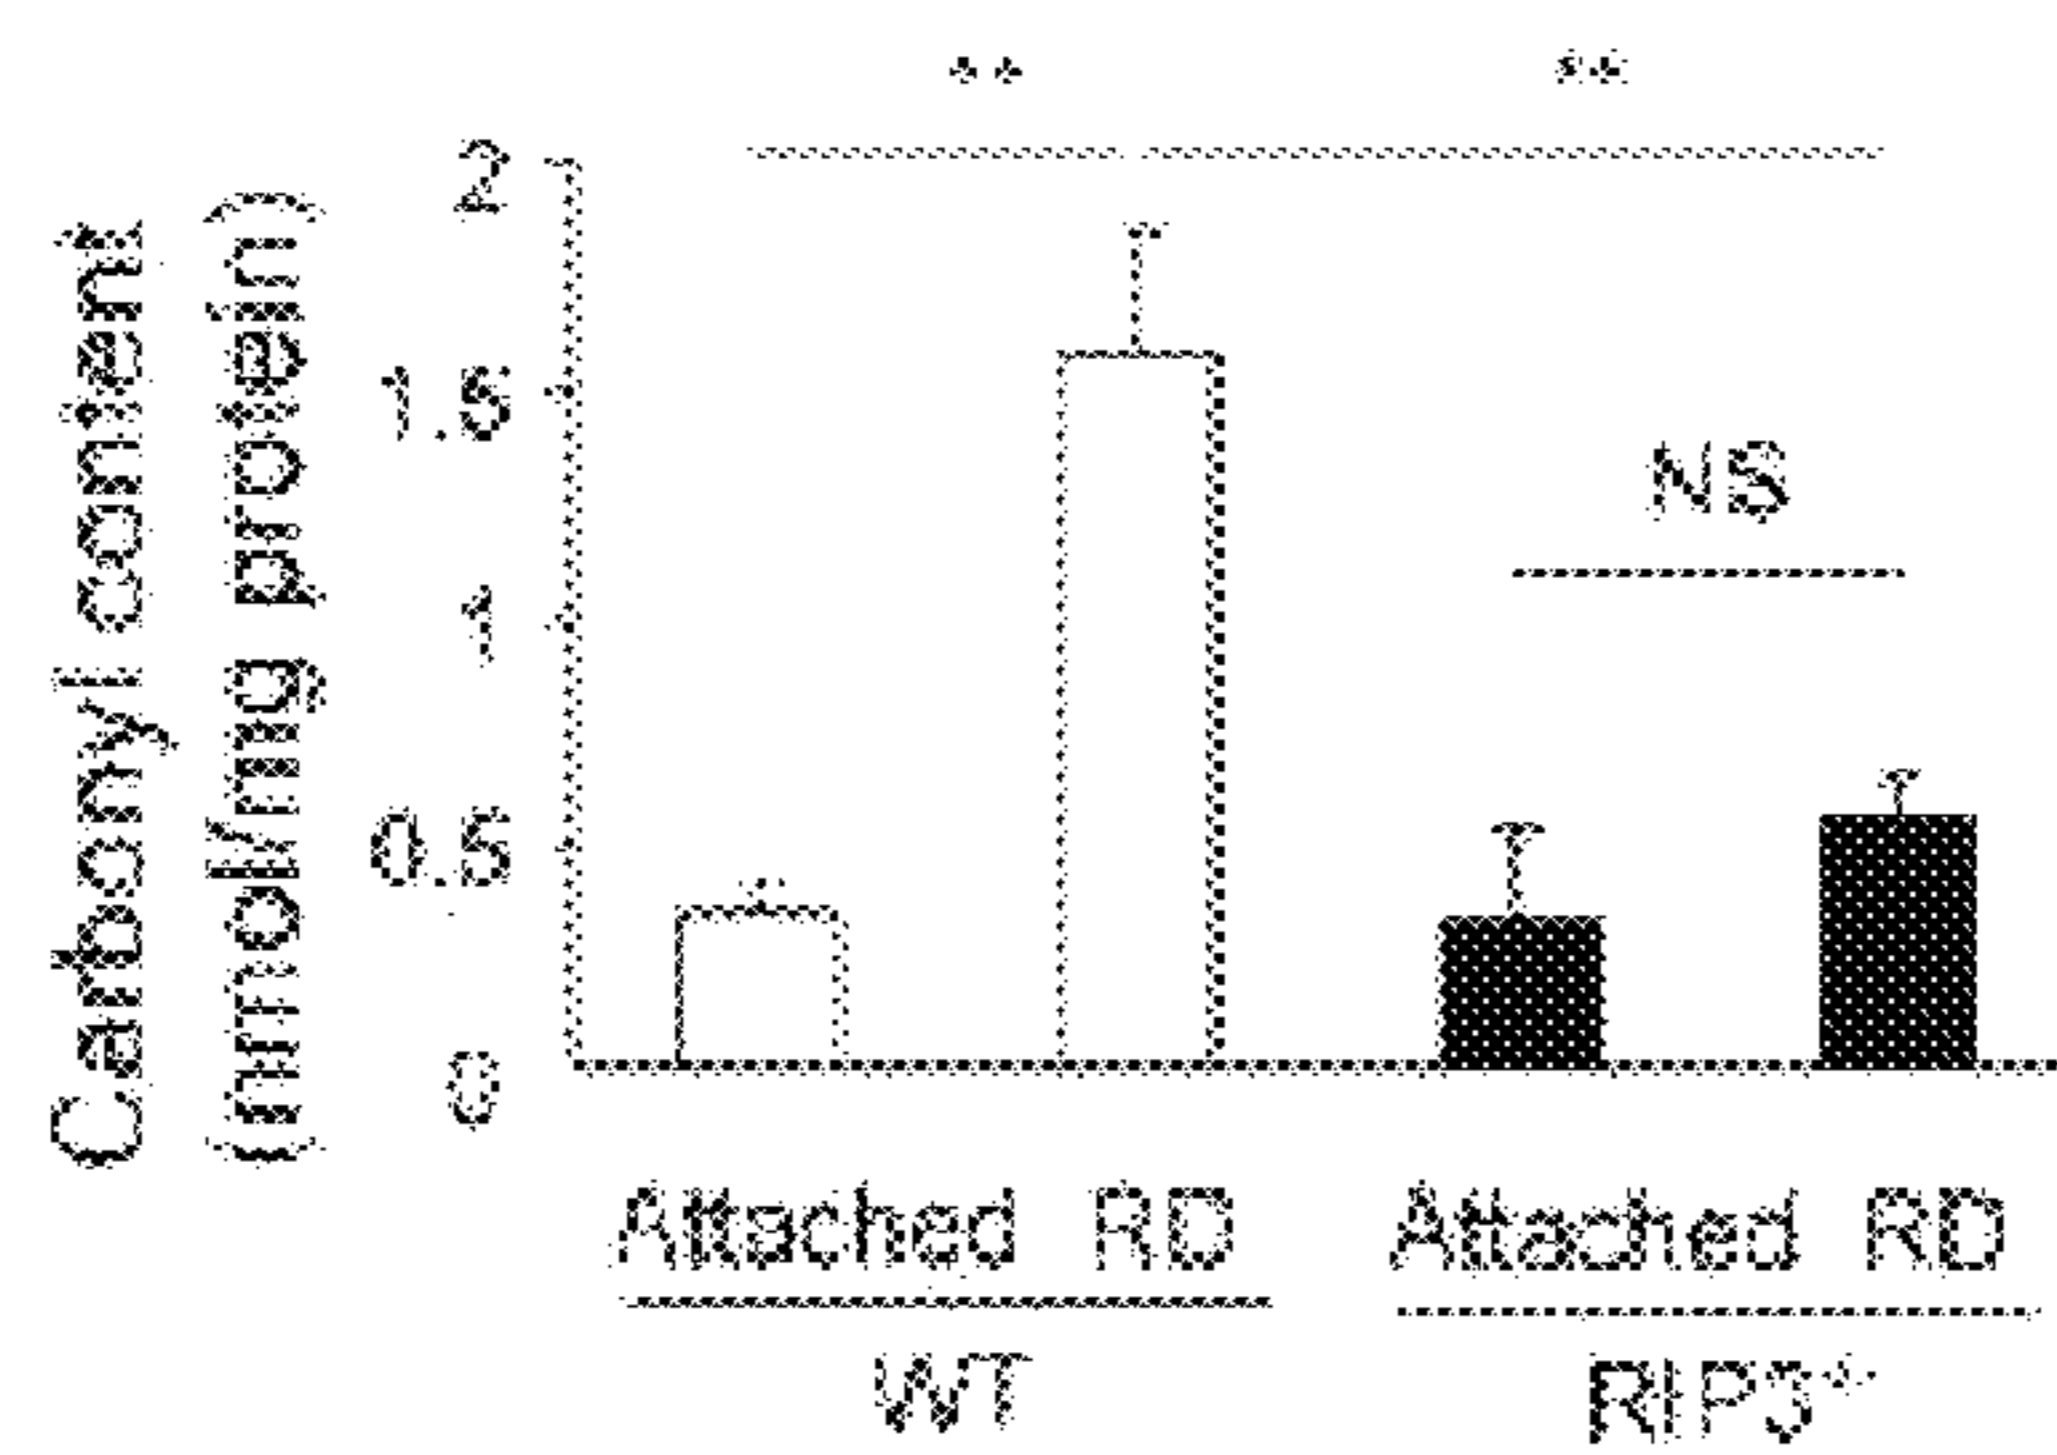 ** **
Carbonyl content
(nmol/mg protein)
2
1.5
1
0.5
0
NS
Attached RD Attached RD
WT RIP3-/-